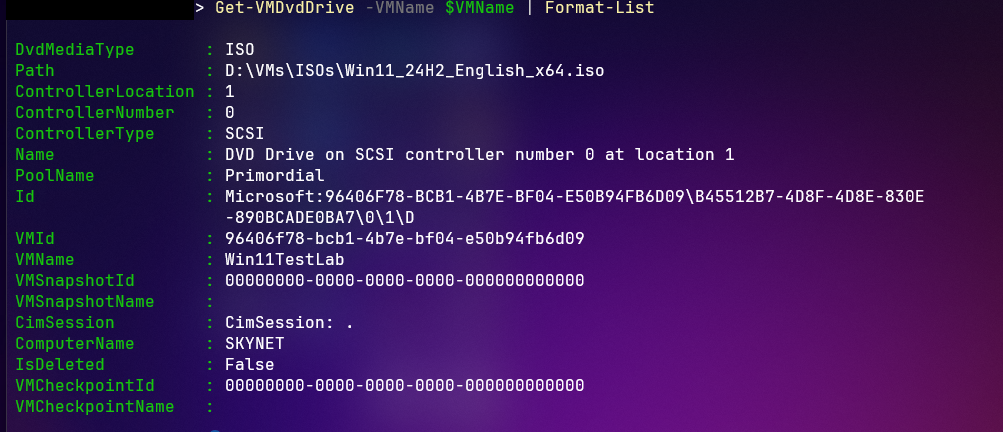 > Get-VMDvdDrive -VMName $VMName | Format-List
DvdMediaType       : ISO
Path               : D:\VMs\ISOs\Win11_24H2_English_x64.iso
ControllerLocation : 1
ControllerNumber   : 0
ControllerType     : SCSI
Name               : DVD Drive on SCSI controller number 0 at location 1
PoolName           : Primordial
Id                 : Microsoft:96406F78-BCB1-4B7E-BF04-E50B94FB6D09\B45512B7-4D8F-4D8E-830E
                     -890BCADE0BA7\0\1\D
VMId               : 96406f78-bcb1-4b7e-bf04-e50b94fb6d09
VMName             : Win11TestLab
VMSnapshotId       : 00000000-0000-0000-0000-000000000000
VMSnapshotName     :
CimSession         : CimSession: .
ComputerName       : SKYNET
IsDeleted          : False
VMCheckpointId     : 00000000-0000-0000-0000-000000000000
VMCheckpointName   :